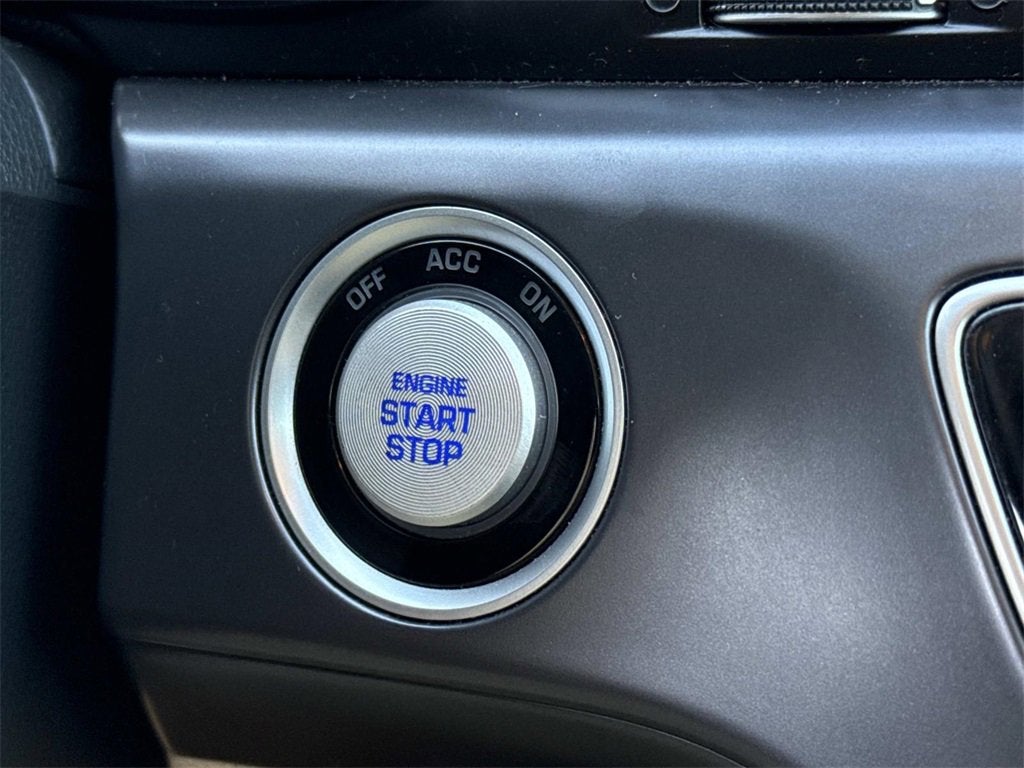 OFF ACC ON
ENGINE
START
STOP